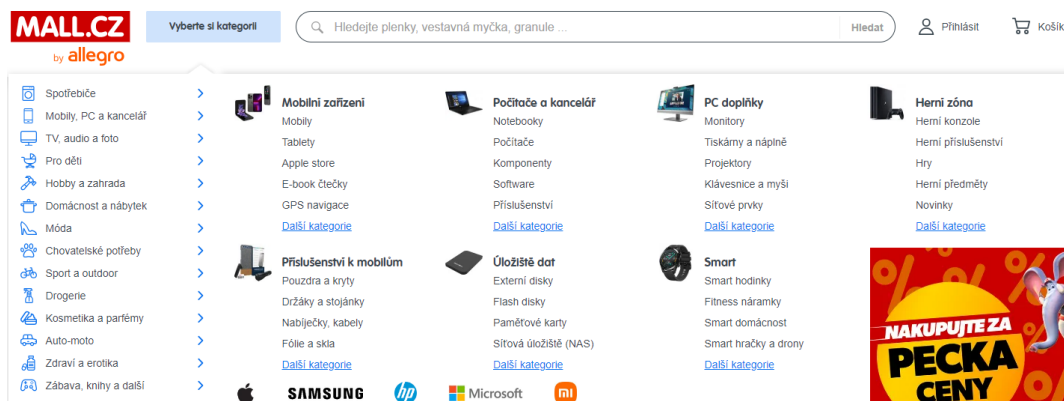 MALL.CZ
by allegro
Vyberte si kategorii
Hledejte plenky, vestavná myčka, granule ...
Hledat
Přihlásit
Košík
Spotřebiče
Mobily, PC a kancelář
TV, audio a foto
Pro děti
Hobby a zahrada
Domácnost a nábytek
Móda
Chovatelské potřeby
Sport a outdoor
Drogerie
Kosmetika a parfémy
Auto-moto
Zdraví a erotika
Zábava, knihy a další
Mobilní zařízení
Mobily
Tablety
Apple store
E-book čtečky
GPS navigace
Další kategorie
Počítače a kancelář
Notebooky
Počítače
Komponenty
Software
Příslušenství
Další kategorie
PC doplňky
Monitory
Tiskárny a náplně
Projektory
Klávesnice a myši
Síťové prvky
Další kategorie
Herní zóna
Herní konzole
Herní příslušenství
Hry
Herní předměty
Novinky
Další kategorie
Příslušenství k mobilům
Pouzdra a kryty
Držáky a stojánky
Nabíječky, kabely
Fólie a skla
Další kategorie
Úložiště dat
Externí disky
Flash disky
Paměťové karty
Síťová úložiště (NAS)
Další kategorie
Smart
Smart hodinky
Fitness náramky
Smart domácnost
Smart hračky a drony
Další kategorie
NAKUPUJTE ZA
PECKA
CENY
SAMSUNG
hp
Microsoft
mi